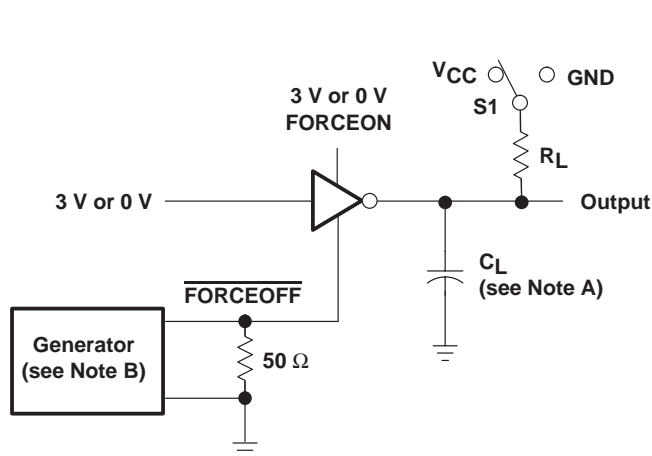 VCC
GND
S1
3 V or 0 V
FORCEON
RL
3 V or 0 V
Output
CL
(see Note A)
FORCEOFF
Generator
(see Note B)
50 Ω